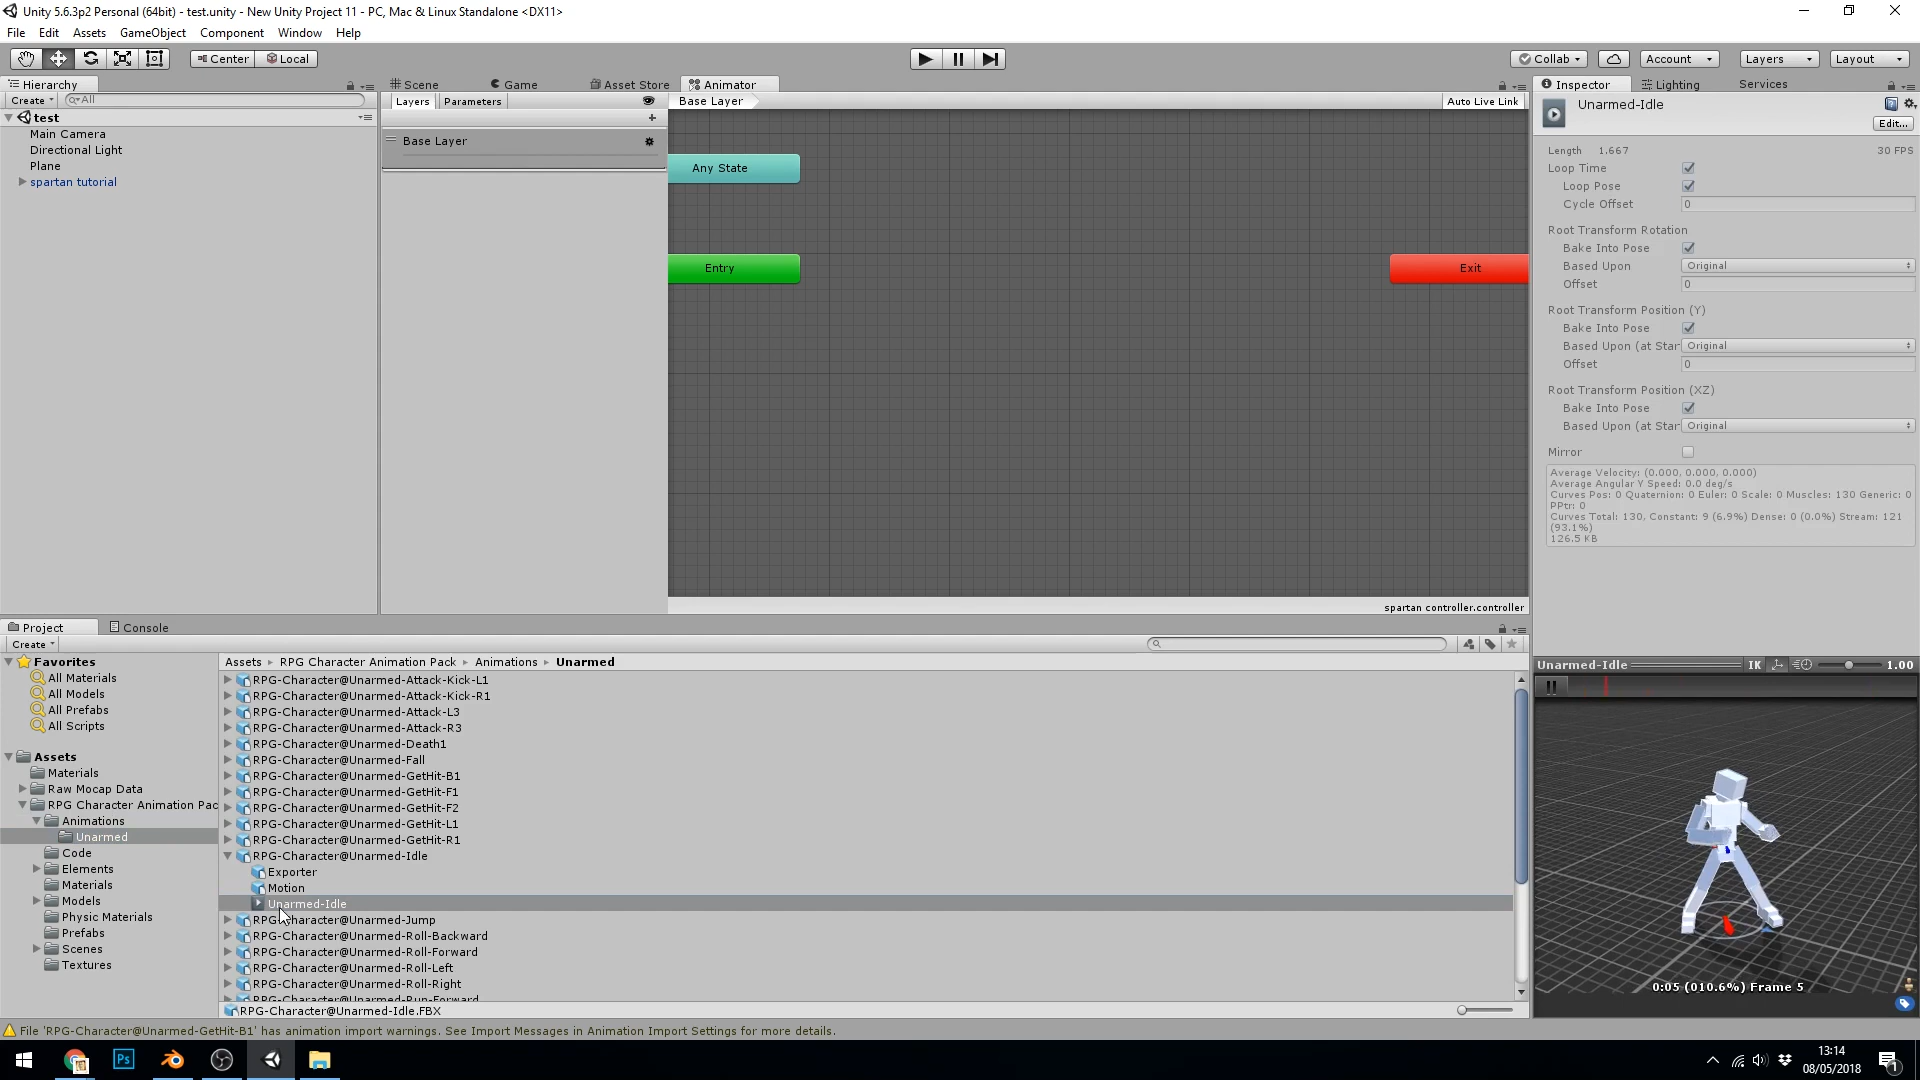 Unity 5.6.3p2 Personal (64bit) - test.unity - New Unity Project 11 - PC, Mac & Linux Standalone <DX11>
File Edit Assets GameObject Component Window Help
Center Local Collab Account Layers Layout
Hierarchy
Create All
test
Main Camera
Directional Light
Plane
spartan tutorial
Scene Game Asset Store Animator
Layers Parameters Base Layer Auto Live Link
Base Layer
Any State
Entry
Exit
spartan controller.controller
Inspector Lighting Services
Unarmed-Idle
Edit...
Length 1.667 30 FPS
Loop Time
Loop Pose
Cycle Offset 0
Root Transform Rotation
Bake Into Pose
Based Upon Original
Offset 0
Root Transform Position (Y)
Bake Into Pose
Based Upon (at Star Original
Offset 0
Root Transform Position (XZ)
Bake Into Pose
Based Upon (at Star Original
Mirror
Average Velocity: (0.000, 0.000, 0.000)
Average Angular Y Speed: 0.0 deg/s
Curves Pos: 0 Quaternion: 0 Euler: 0 Scale: 0 Muscles: 130 Generic: 0
PPtr: 0
Curves Total: 130, Constant: 9 (6.9%) Dense: 0 (0.0%) Stream: 121
(93.1%)
126.5 KB
Unarmed-Idle IK 1.00
0:05 (010.6%) Frame 5
Project Console
Create
Favorites
All Materials
All Models
All Prefabs
All Scripts
Assets
Materials
Raw Mocap Data
RPG Character Animation Pac
Animations
Unarmed
Code
Elements
Materials
Models
Physic Materials
Prefabs
Scenes
Textures
Assets RPG Character Animation Pack Animations Unarmed
RPG-Character@Unarmed-Attack-Kick-L1
RPG-Character@Unarmed-Attack-Kick-R1
RPG-Character@Unarmed-Attack-L3
RPG-Character@Unarmed-Attack-R3
RPG-Character@Unarmed-Death1
RPG-Character@Unarmed-Fall
RPG-Character@Unarmed-GetHit-B1
RPG-Character@Unarmed-GetHit-F1
RPG-Character@Unarmed-GetHit-F2
RPG-Character@Unarmed-GetHit-L1
RPG-Character@Unarmed-GetHit-R1
RPG-Character@Unarmed-Idle
Exporter
Motion
Unarmed-Idle
RPG-Character@Unarmed-Jump
RPG-Character@Unarmed-Roll-Backward
RPG-Character@Unarmed-Roll-Forward
RPG-Character@Unarmed-Roll-Left
RPG-Character@Unarmed-Roll-Right
RPG-Character@Unarmed-Run-Forward
RPG-Character@Unarmed-Idle.FBX
File 'RPG-Character@Unarmed-GetHit-B1' has animation import warnings. See Import Messages in Animation Import Settings for more details.
Ps
13:14
08/05/2018
1